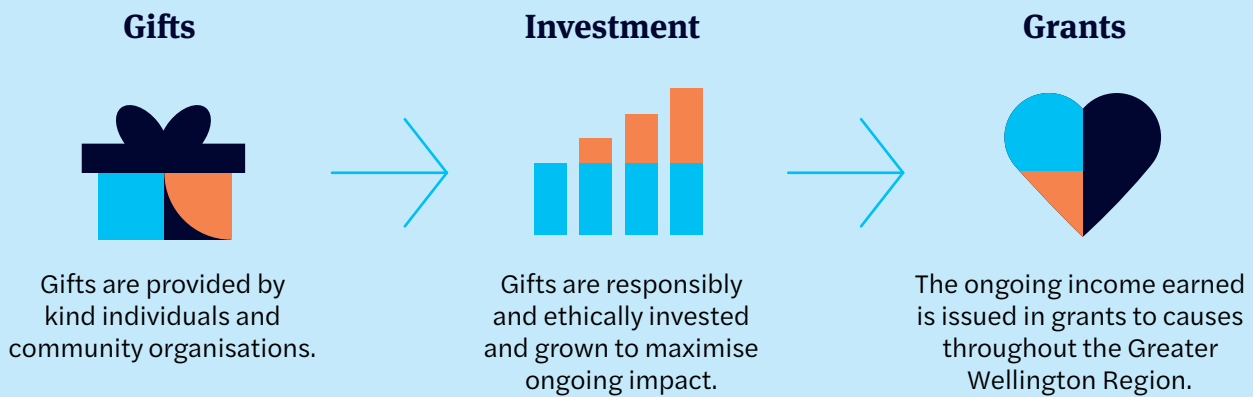 Gifts
Gifts are provided by
kind individuals and
community organisations.
Investment
Gifts are responsibly
and ethically invested
and grown to maximise
ongoing impact.
Grants
The ongoing income earned
is issued in grants to causes
throughout the Greater
Wellington Region.